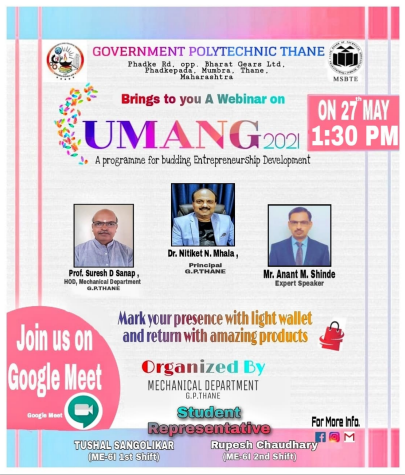 GOVERNMENT POLYTECHNIC THANE
Phadke Rd. opp. Bharat Gears Ltd.
Phadkepada, Mumbra, Thane,
Maharashtra
MSBTE
Brings to you A Webinar on
UMANG 2021
A programme for budding Entrepreneurship Development
ON 27th MAY
1:30 PM
Prof. Suresh D Sanap ,
HOD, Mechanical Department
G.P.THANE
Dr. Nitiket N. Mhala ,
Principal
G.P.THANE
Mr. Anant M. Shinde
Expert Speaker
Mark your presence with light wallet
and return with amazing products
Join us on
Google Meet
Google Meet
Organized By
MECHANICAL DEPARTMENT
G.P.THANE
Student
Representative
For More Info.
TUSHAL SANGOLIKAR
(ME-6I 1st Shift)
Rupesh Chaudhary
(ME-6I 2nd Shift)